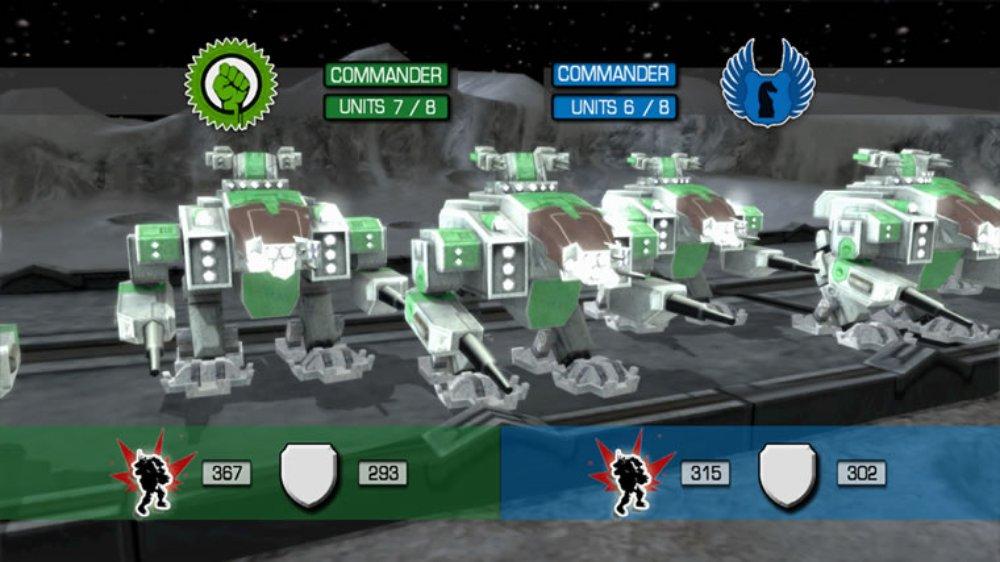 COMMANDER
UNITS 7 / 8
COMMANDER
UNITS 6 / 8
367
293
315
302